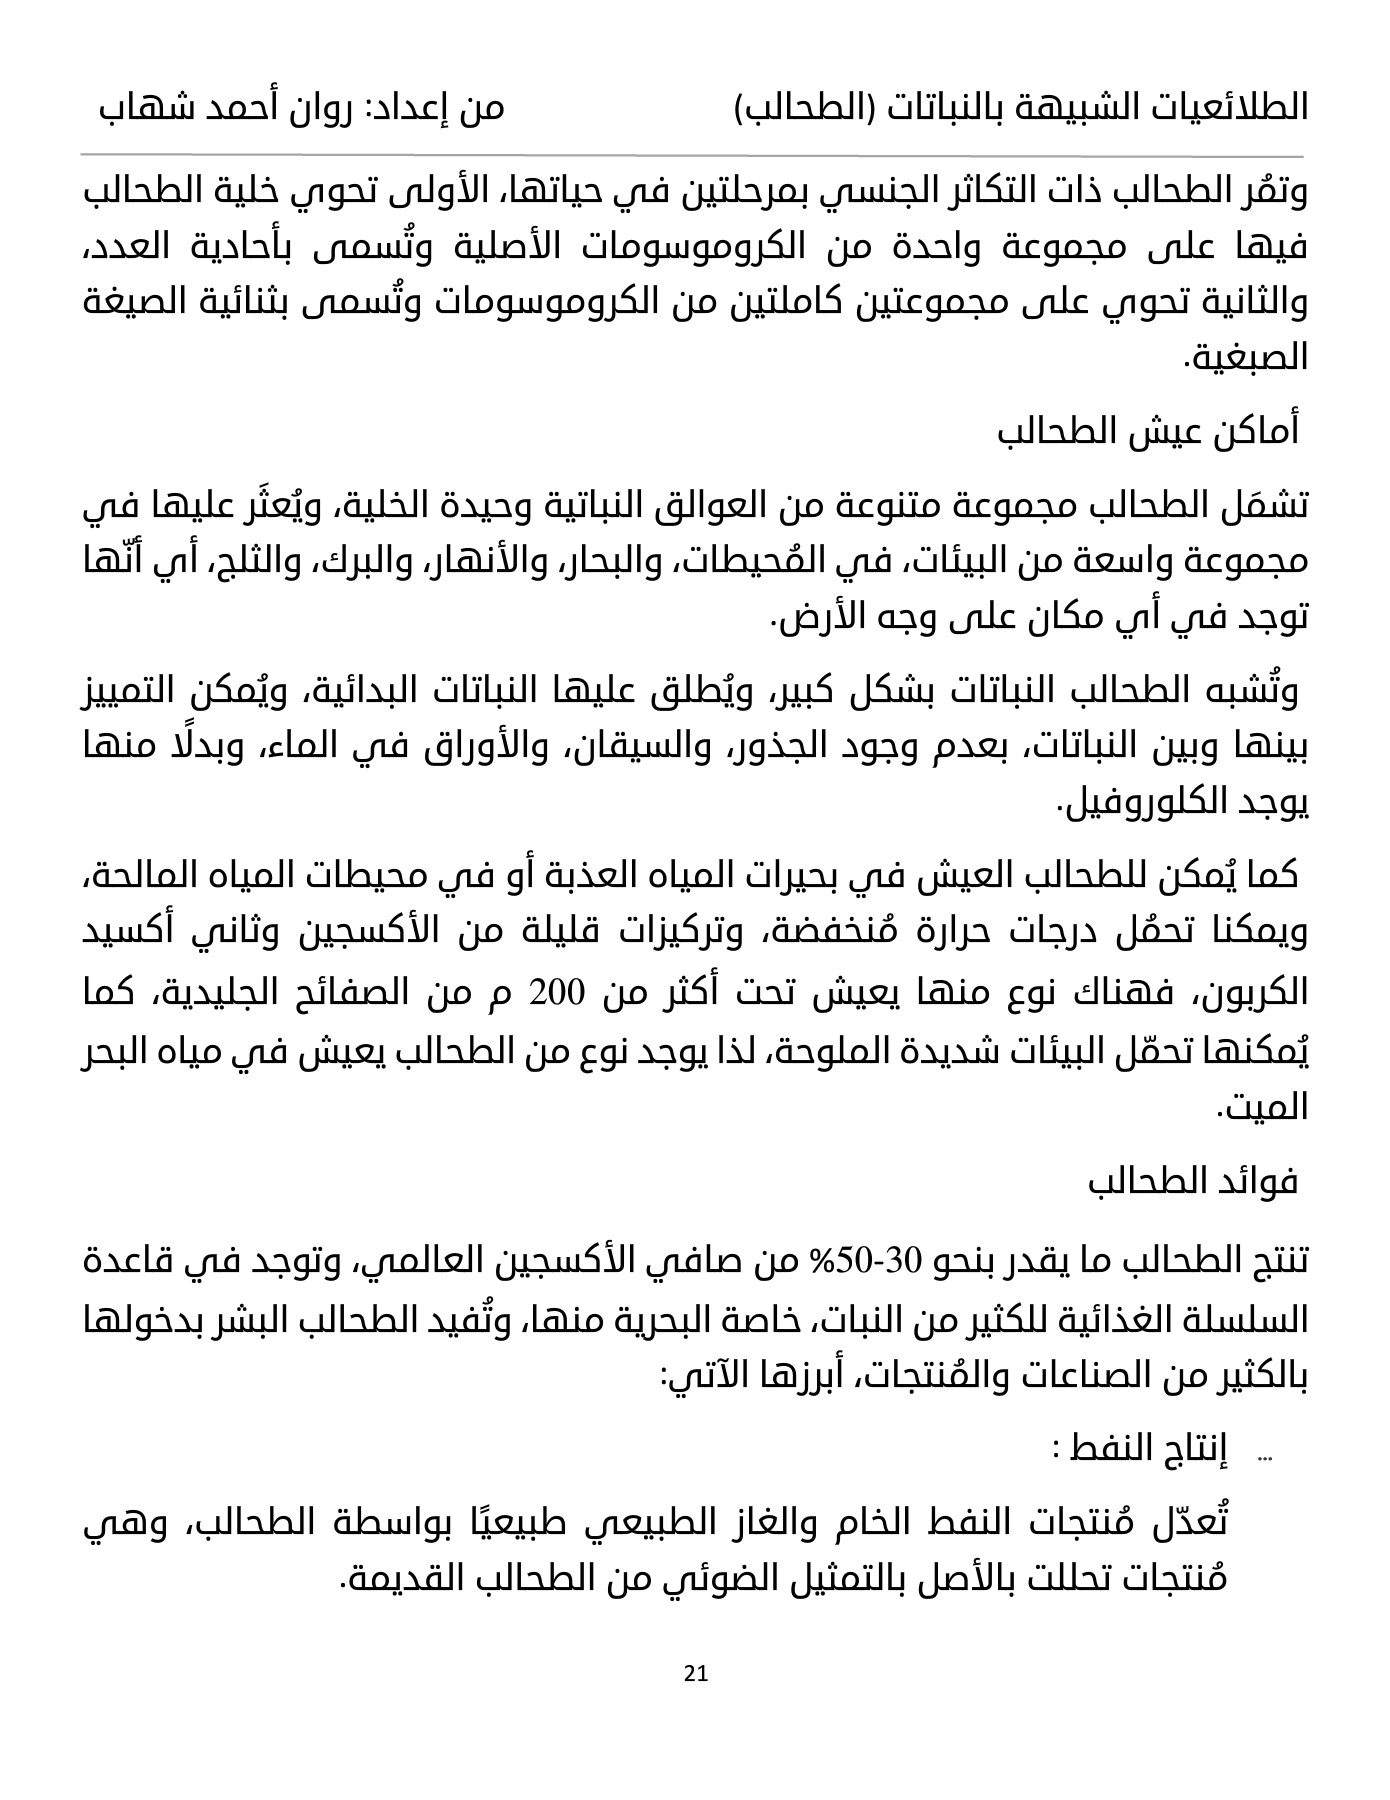 الطلائعيات الشبيهة بالنباتات (الطحالب) من إعداد: روان أحمد شهاب
وتمُر الطحالب ذات التكاثر الجنسي بمرحلتين في حياتها، الأولى تحوي خلية الطحالب
فيها على مجموعة واحدة من الكروموسومات الأصلية وتُسمى بأحادية العدد،
والثانية تحوي على مجموعتين كاملتين من الكروموسومات وتُسمى بثنائية الصيغة
الصبغية.
أماكن عيش الطحالب
تشمَل الطحالب مجموعة متنوعة من العوالق النباتية وحيدة الخلية، ويُعثَر عليها في
مجموعة واسعة من البيئات، في المُحيطات، والبحار، والأنهار، والبرك، والثلج، أي أنّها
توجد في أي مكان على وجه الأرض.
وتُشبه الطحالب النباتات بشكل كبير، ويُطلق عليها النباتات البدائية، ويُمكن التمييز
بينها وبين النباتات، بعدم وجود الجذور، والسيقان، والأوراق في الماء، وبدلًا منها
يوجد الكلوروفيل.
كما يُمكن للطحالب العيش في بحيرات المياه العذبة أو في محيطات المياه المالحة،
ويمكنا تحمُل درجات حرارة مُنخفضة، وتركيزات قليلة من الأكسجين وثاني أكسيد
الكربون، فهناك نوع منها يعيش تحت أكثر من 200 م من الصفائح الجليدية، كما
يُمكنها تحمّل البيئات شديدة الملوحة، لذا يوجد نوع من الطحالب يعيش في مياه البحر
الميت.
فوائد الطحالب
تنتج الطحالب ما يقدر بنحو 30-50% من صافي الأكسجين العالمي، وتوجد في قاعدة
السلسلة الغذائية للكثير من النبات، خاصة البحرية منها، وتُفيد الطحالب البشر بدخولها
بالكثير من الصناعات والمُنتجات، أبرزها الآتي:
... إنتاج النفط :
تُعدّل مُنتجات النفط الخام والغاز الطبيعي طبيعيًا بواسطة الطحالب، وهي
مُنتجات تحللت بالأصل بالتمثيل الضوئي من الطحالب القديمة.
21